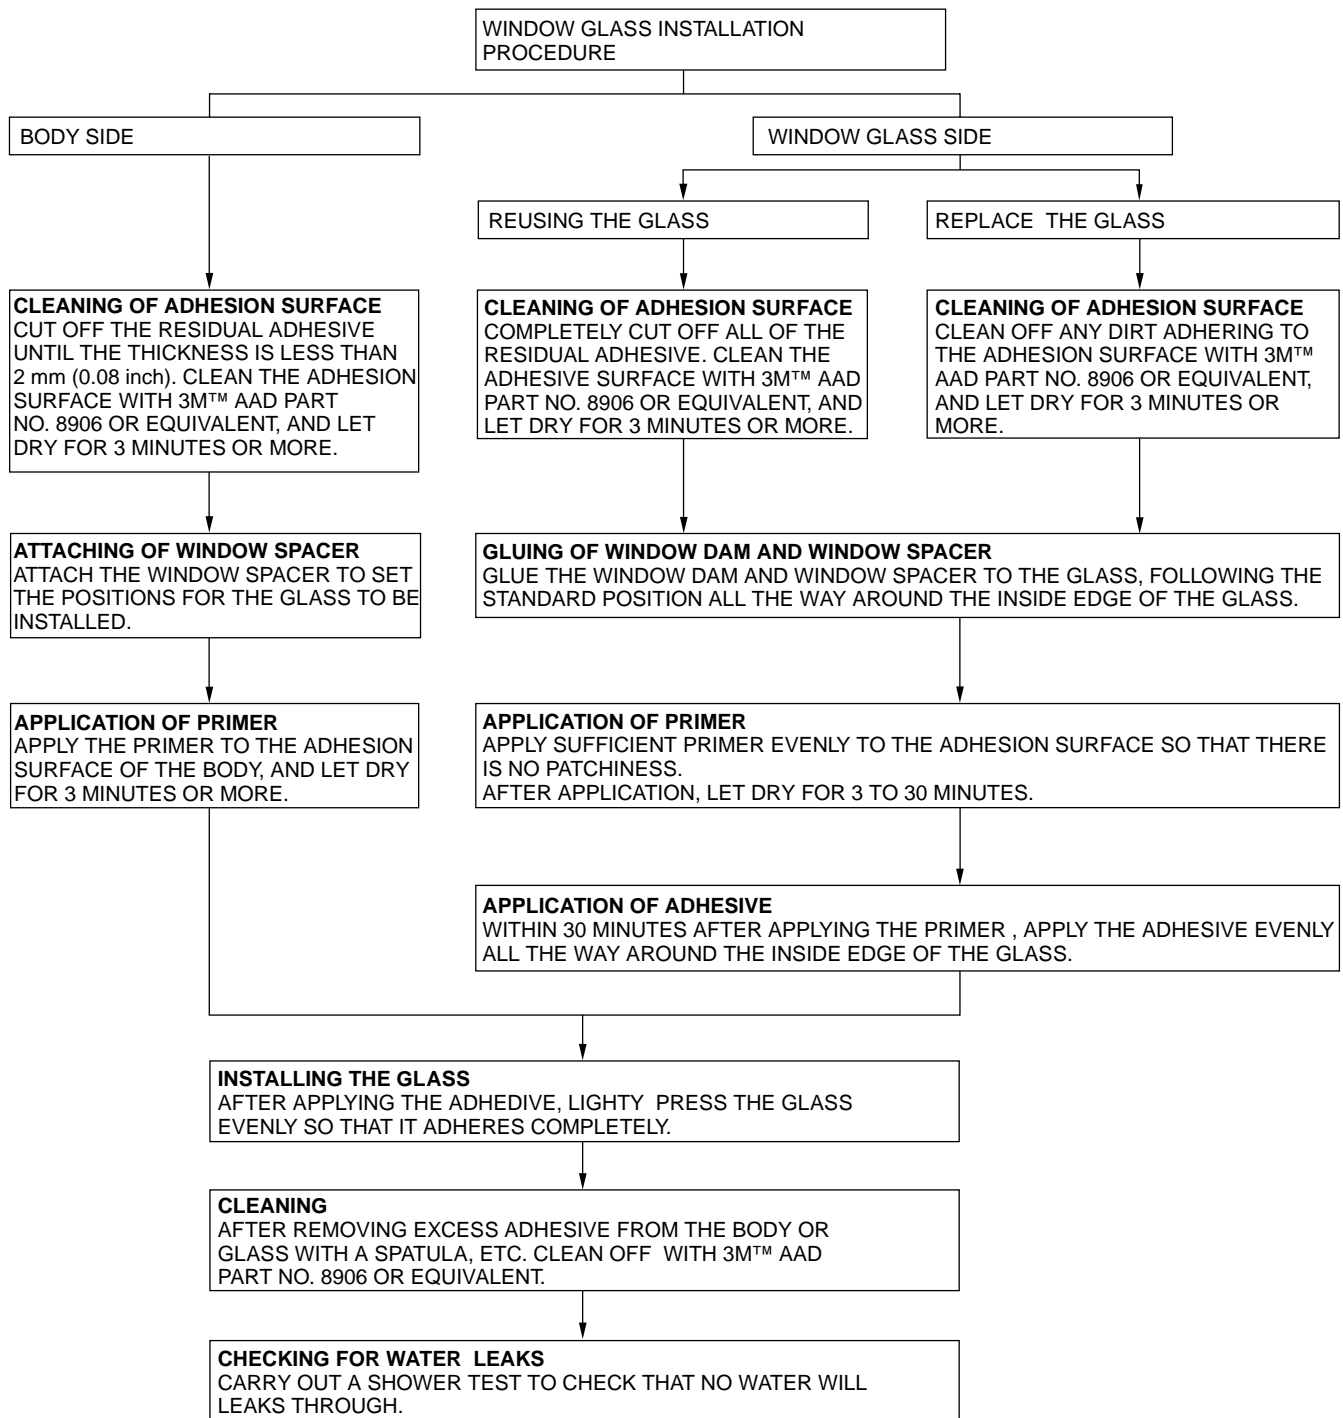 WINDOW GLASS INSTALLATION
PROCEDURE
BODY SIDE
WINDOW GLASS SIDE
REUSING THE GLASS
REPLACE THE GLASS
CLEANING OF ADHESION SURFACE
CUT OFF THE RESIDUAL ADHESIVE
UNTIL THE THICKNESS IS LESS THAN
2 mm (0.08 inch). CLEAN THE ADHESION
SURFACE WITH 3M™ AAD PART
NO. 8906 OR EQUIVALENT, AND LET
DRY FOR 3 MINUTES OR MORE.
CLEANING OF ADHESION SURFACE
COMPLETELY CUT OFF ALL OF THE
RESIDUAL ADHESIVE. CLEAN THE
ADHESIVE SURFACE WITH 3M™ AAD
PART NO. 8906 OR EQUIVALENT, AND
LET DRY FOR 3 MINUTES OR MORE.
CLEANING OF ADHESION SURFACE
CLEAN OFF ANY DIRT ADHERING TO
THE ADHESION SURFACE WITH 3M™
AAD PART NO. 8906 OR EQUIVALENT,
AND LET DRY FOR 3 MINUTES OR
MORE.
ATTACHING OF WINDOW SPACER
ATTACH THE WINDOW SPACER TO SET
THE POSITIONS FOR THE GLASS TO BE
INSTALLED.
GLUING OF WINDOW DAM AND WINDOW SPACER
GLUE THE WINDOW DAM AND WINDOW SPACER TO THE GLASS, FOLLOWING THE
STANDARD POSITION ALL THE WAY AROUND THE INSIDE EDGE OF THE GLASS.
APPLICATION OF PRIMER
APPLY THE PRIMER TO THE ADHESION
SURFACE OF THE BODY, AND LET DRY
FOR 3 MINUTES OR MORE.
APPLICATION OF PRIMER
APPLY SUFFICIENT PRIMER EVENLY TO THE ADHESION SURFACE SO THAT THERE
IS NO PATCHINESS.
AFTER APPLICATION, LET DRY FOR 3 TO 30 MINUTES.
APPLICATION OF ADHESIVE
WITHIN 30 MINUTES AFTER APPLYING THE PRIMER , APPLY THE ADHESIVE EVENLY
ALL THE WAY AROUND THE INSIDE EDGE OF THE GLASS.
INSTALLING THE GLASS
AFTER APPLYING THE ADHEDIVE, LIGHTY PRESS THE GLASS
EVENLY SO THAT IT ADHERES COMPLETELY.
CLEANING
AFTER REMOVING EXCESS ADHESIVE FROM THE BODY OR
GLASS WITH A SPATULA, ETC. CLEAN OFF WITH 3M™ AAD
PART NO. 8906 OR EQUIVALENT.
CHECKING FOR WATER LEAKS
CARRY OUT A SHOWER TEST TO CHECK THAT NO WATER WILL
LEAKS THROUGH.